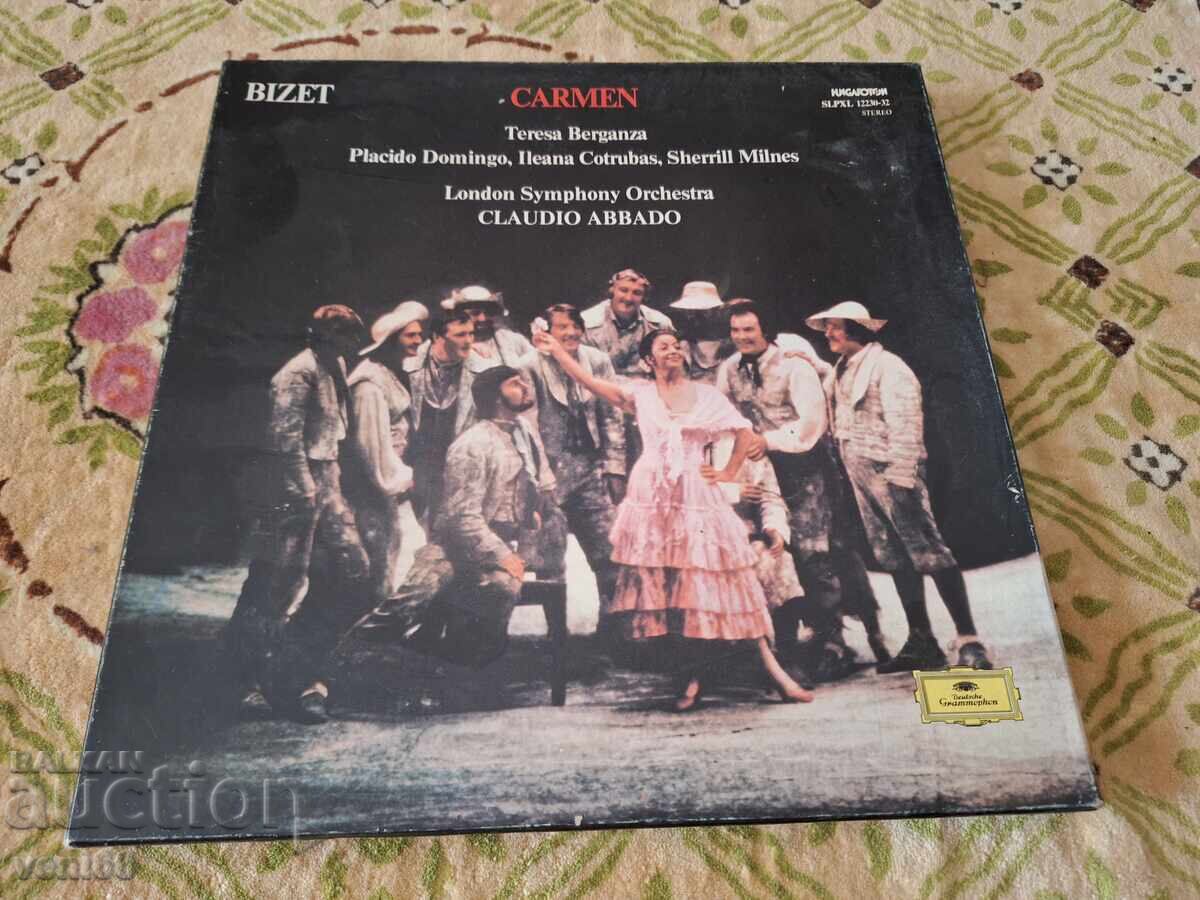 BIZET
CARMEN
HUNGAROTON
SLPXL 12230-32
STEREO
Teresa Berganza
Placido Domingo, Ileana Cotrubas, Sherrill Milnes
London Symphony Orchestra
CLAUDIO ABBADO
Deutsche
Grammophon
BALKAN
auction
veni68